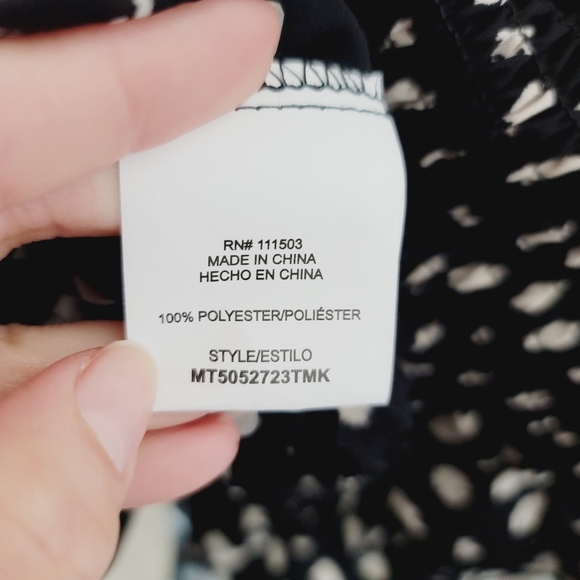 RN# 111503
MADE IN CHINA
HECHO EN CHINA
100% POLYESTER/POLIÉSTER
STYLE/ESTILO
MT5052723TMK